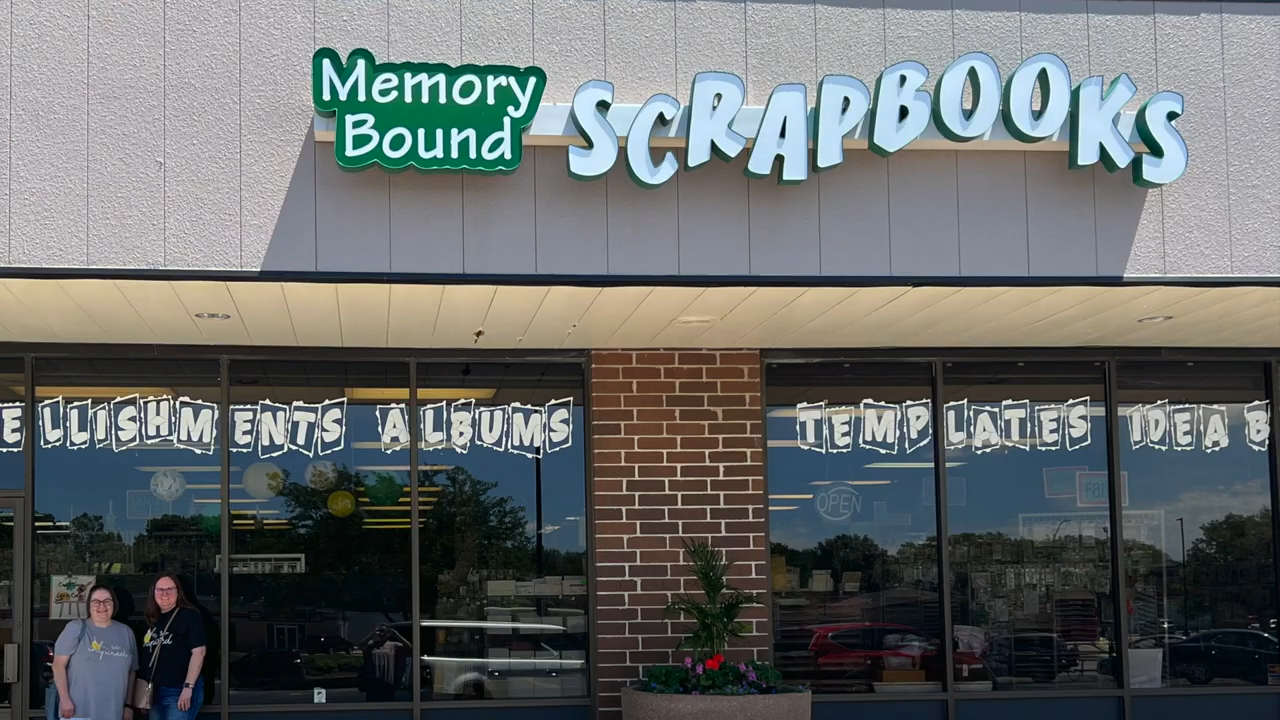 Memory
Bound
SCRAPBOOKS
ELLISHMENTS ALBUMS
TEMPLATES IDEA B
OPEN